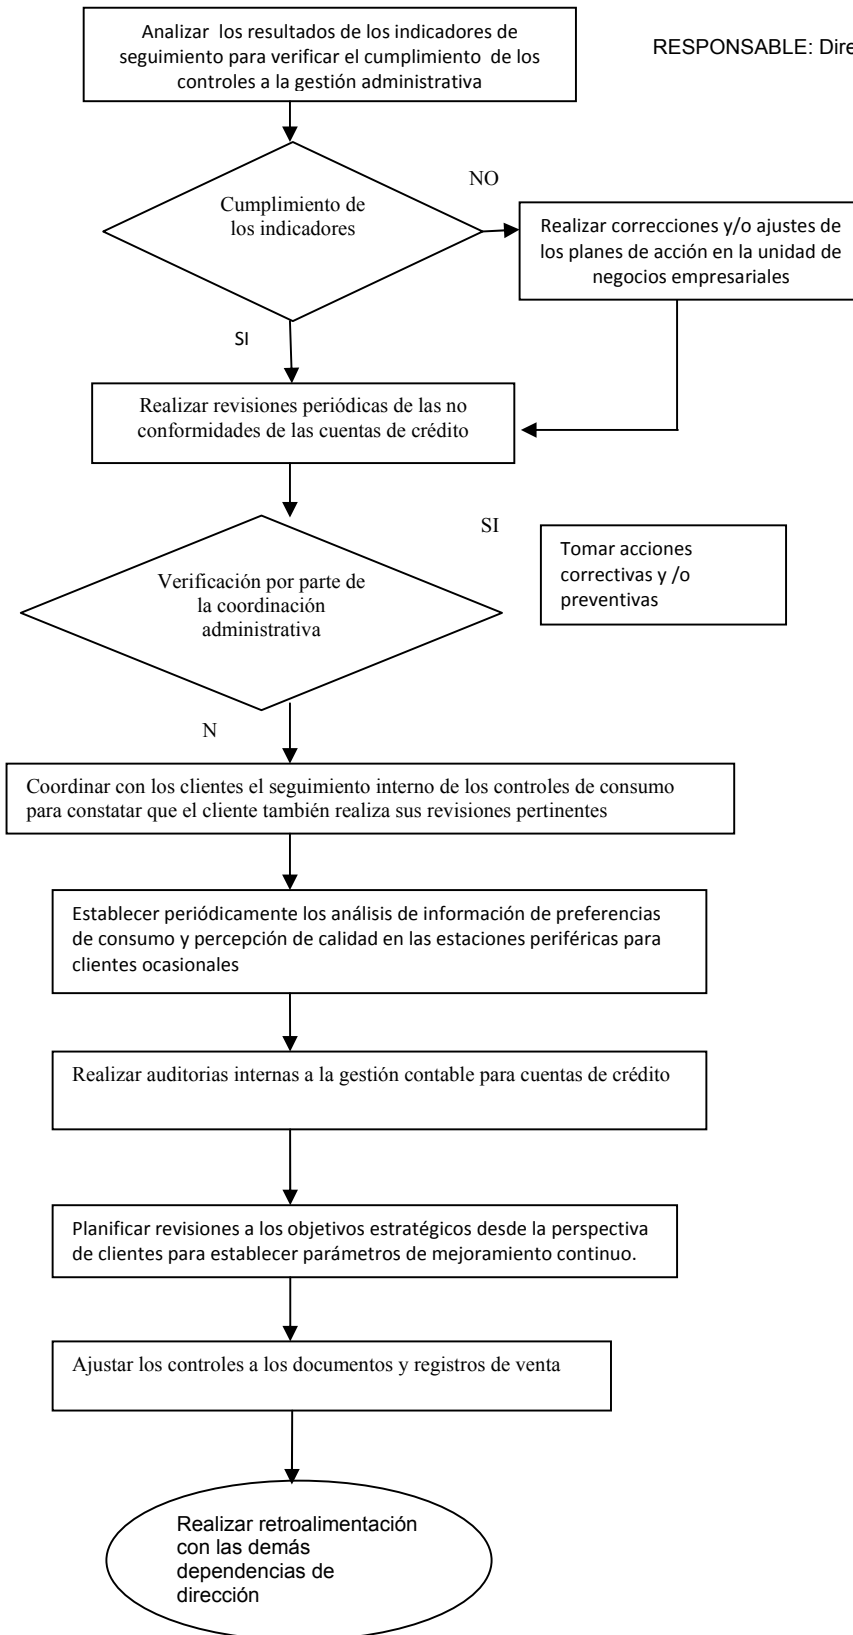 Analizar los resultados de los indicadores de
seguimiento para verificar el cumplimiento de los
controles a la gestión administrativa
RESPONSABLE: Dire
Cumplimiento de
los indicadores
NO
Realizar correcciones y/o ajustes de
los planes de acción en la unidad de
negocios empresariales
SI
Realizar revisiones periódicas de las no
conformidades de las cuentas de crédito
Verificación por parte de
la coordinación
administrativa
SI
Tomar acciones
correctivas y /o
preventivas
N
Coordinar con los clientes el seguimiento interno de los controles de consumo
para constatar que el cliente también realiza sus revisiones pertinentes
Establecer periódicamente los análisis de información de preferencias
de consumo y percepción de calidad en las estaciones periféricas para
clientes ocasionales
Realizar auditorias internas a la gestión contable para cuentas de crédito
Planificar revisiones a los objetivos estratégicos desde la perspectiva
de clientes para establecer parámetros de mejoramiento continuo.
Ajustar los controles a los documentos y registros de venta
Realizar retroalimentación
con las demás
dependencias de
dirección